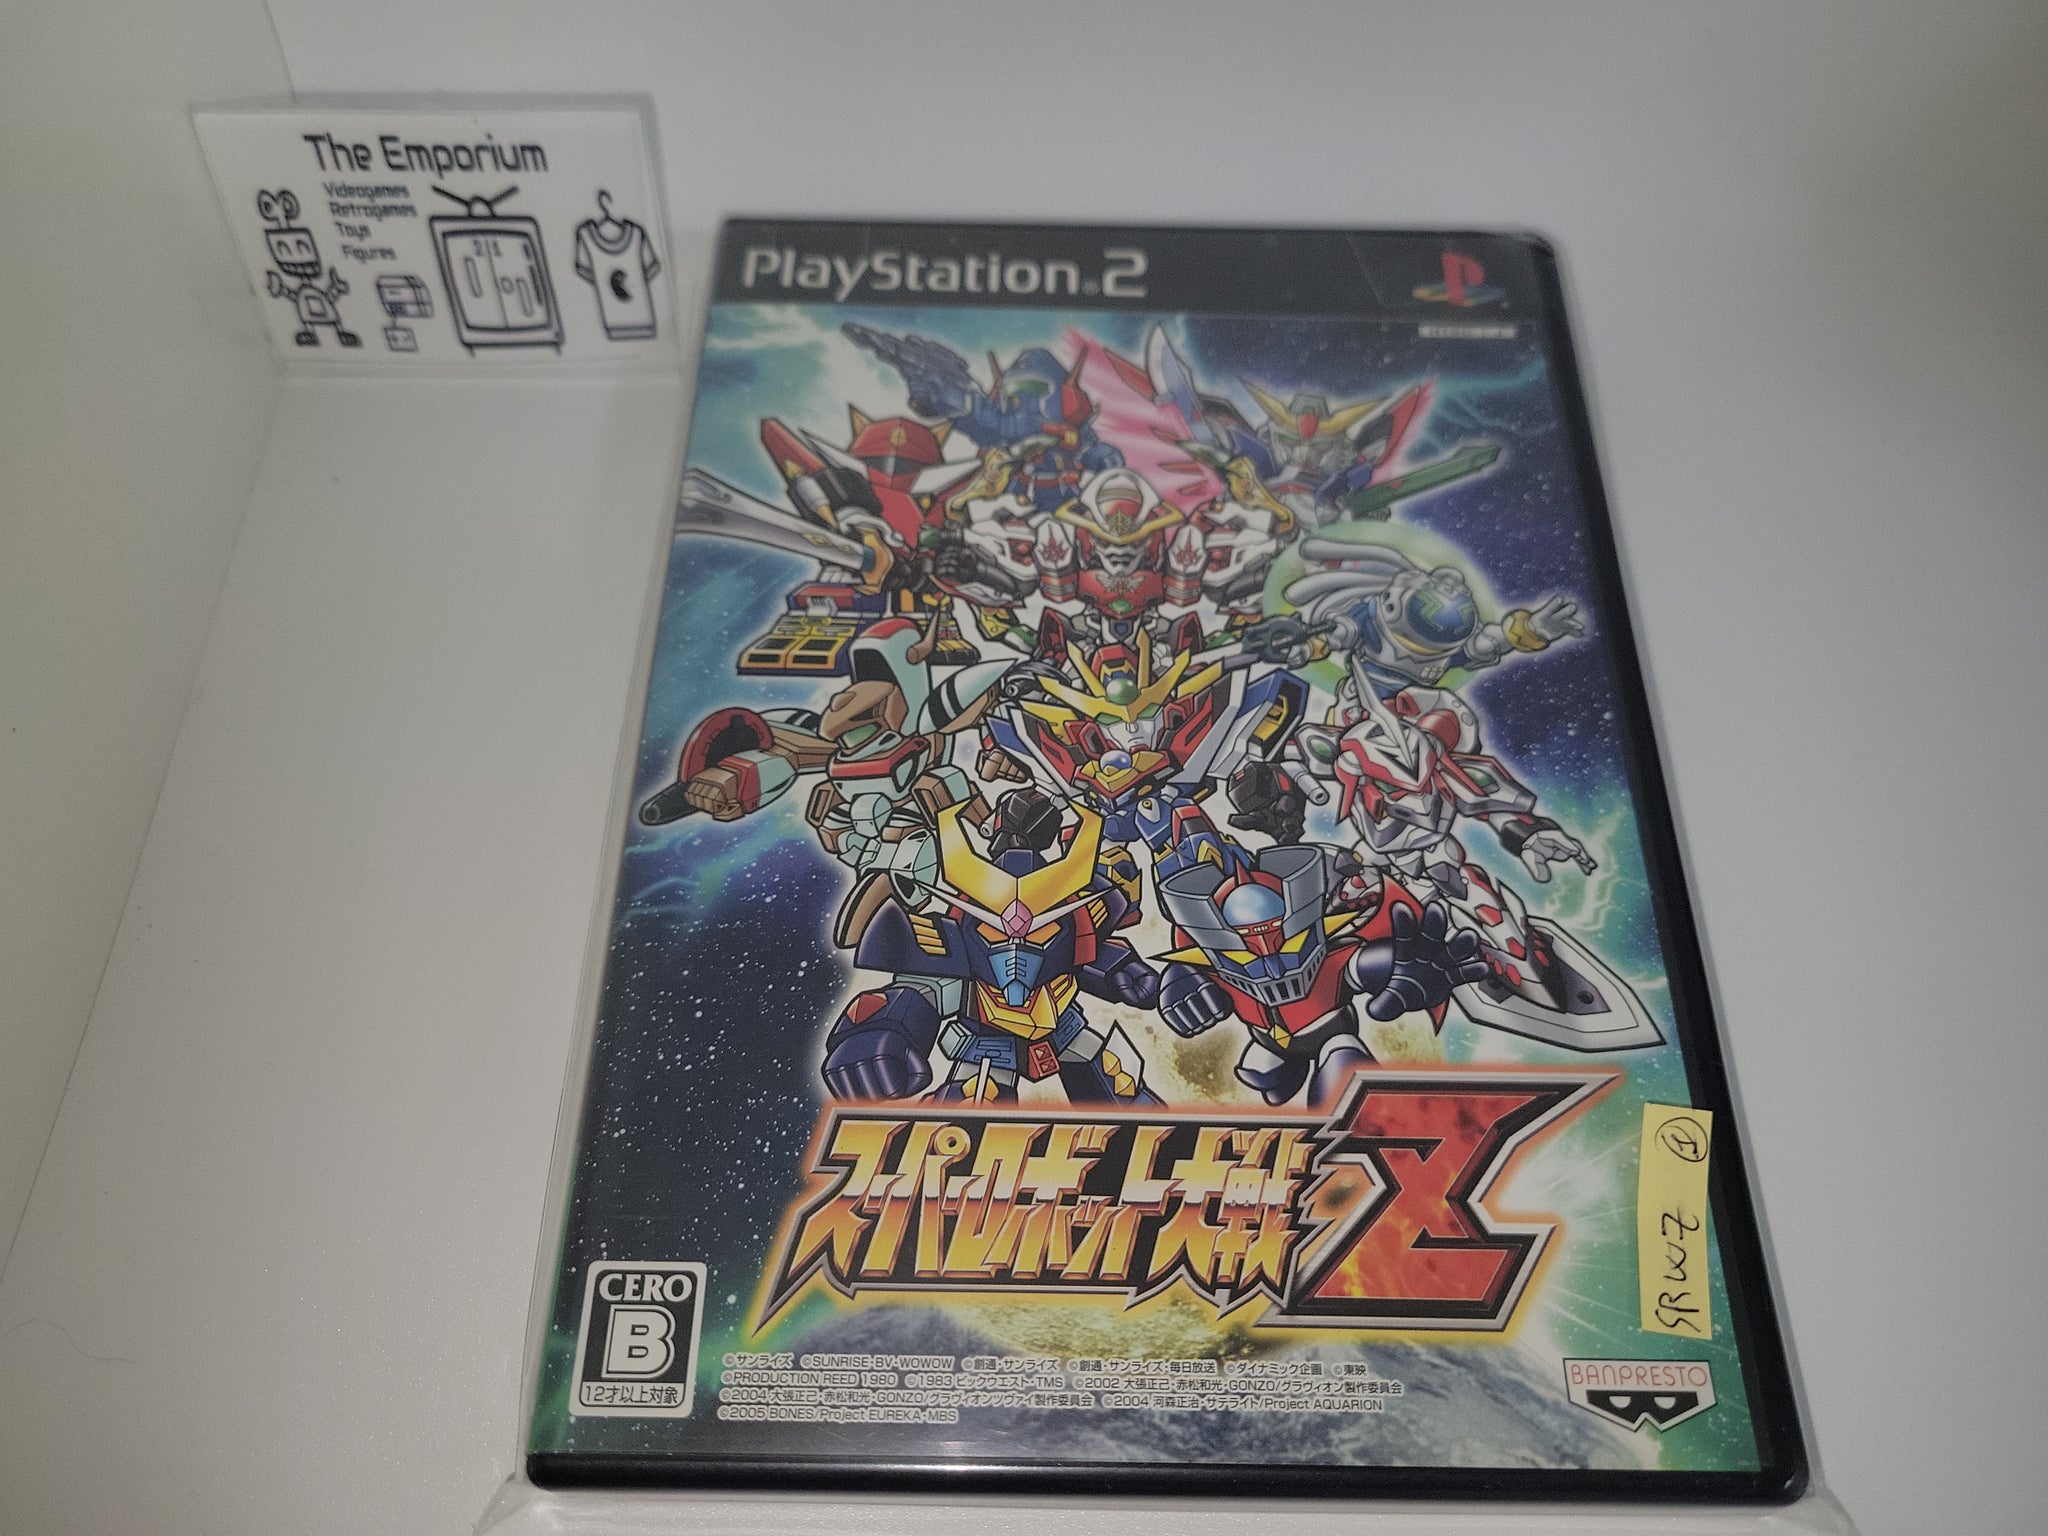 The Emporium
Videogames
Retrogames
Toys
Figures
21
PlayStation®2
スーパーロボット大戦Z
SRWZ ①
CERO
B
12才以上対象
©サンライズ ©SUNRISE・BV・WOWOW ©創通・サンライズ ©創通・サンライズ・毎日放送 ©ダイナミック企画 ©東映
©PRODUCTION REED 1980 ©1983 ビックウエスト・TMS ©2002 大張正己・赤松和光・GONZO/グラヴィオン製作委員会
©2004 大張正己・赤松和光・GONZO/グラヴィオンツヴァイ製作委員会 ©2004 河森正治・サテライト/Project AQUARION
©2005 BONES/Project EUREKA・MBS
BANPRESTO